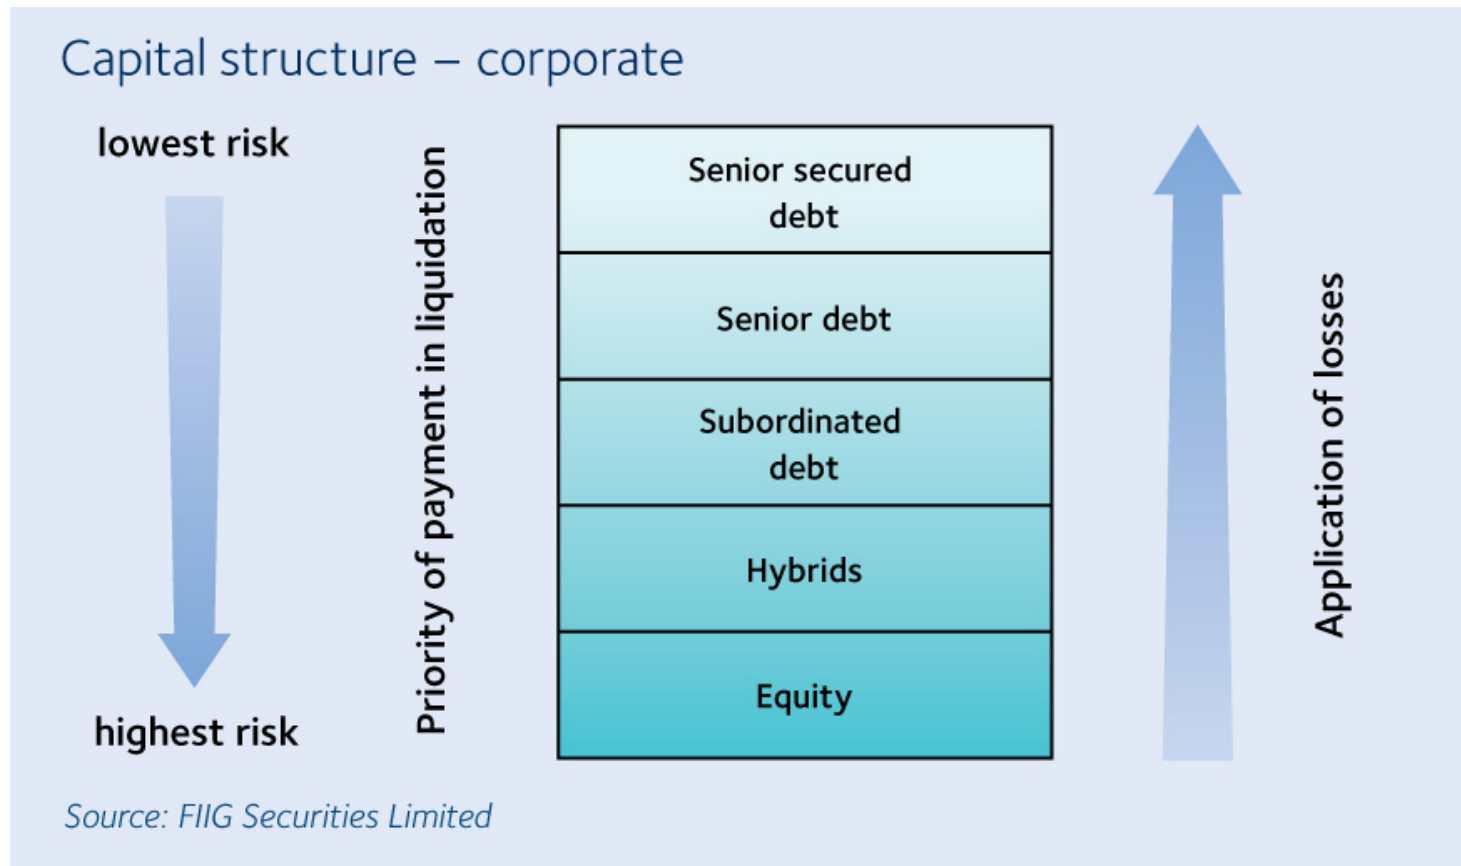 Capital structure – corporate
lowest risk
highest risk
Priority of payment in liquidation
Senior secured
debt
Senior debt
Subordinated
debt
Hybrids
Equity
Application of losses
Source: FIIG Securities Limited